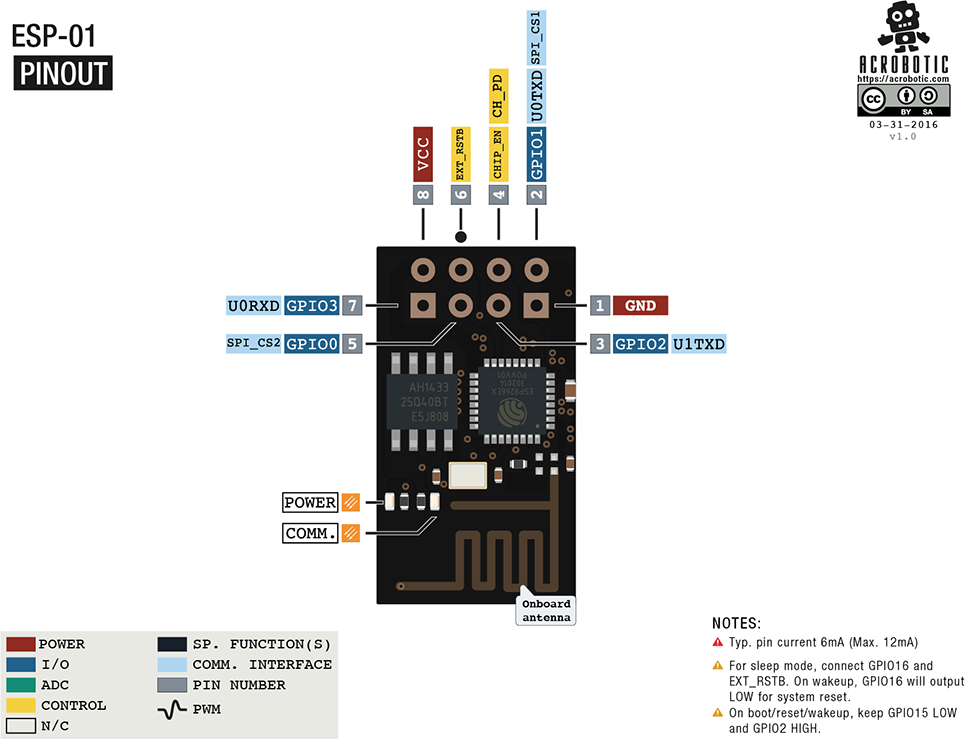 ESP-01
PINOUT
ACROBOTIC
https://acrobotic.com
cc
BY SA
03-31-2016
v1.0
VCC
8
EXT_RSTB
6
CH_PD
CHIP_EN
4
SPI_CS1
U0TXD
GPIO1
2
U0RXD GPIO3 7
SPI_CS2 GPIO0 5
1 GND
3 GPIO2 U1TXD
AH1433
25Q40BT
ESJ808
ESP8266EX
302014
P0VV01
POWER
COMM.
Onboard
antenna
POWER
I/O
ADC
CONTROL
N/C
SP. FUNCTION(S)
COMM. INTERFACE
PIN NUMBER
PWM
NOTES:
Typ. pin current 6mA (Max. 12mA)
For sleep mode, connect GPIO16 and
EXT_RSTB. On wakeup, GPIO16 will output
LOW for system reset.
On boot/reset/wakeup, keep GPIO15 LOW
and GPIO2 HIGH.